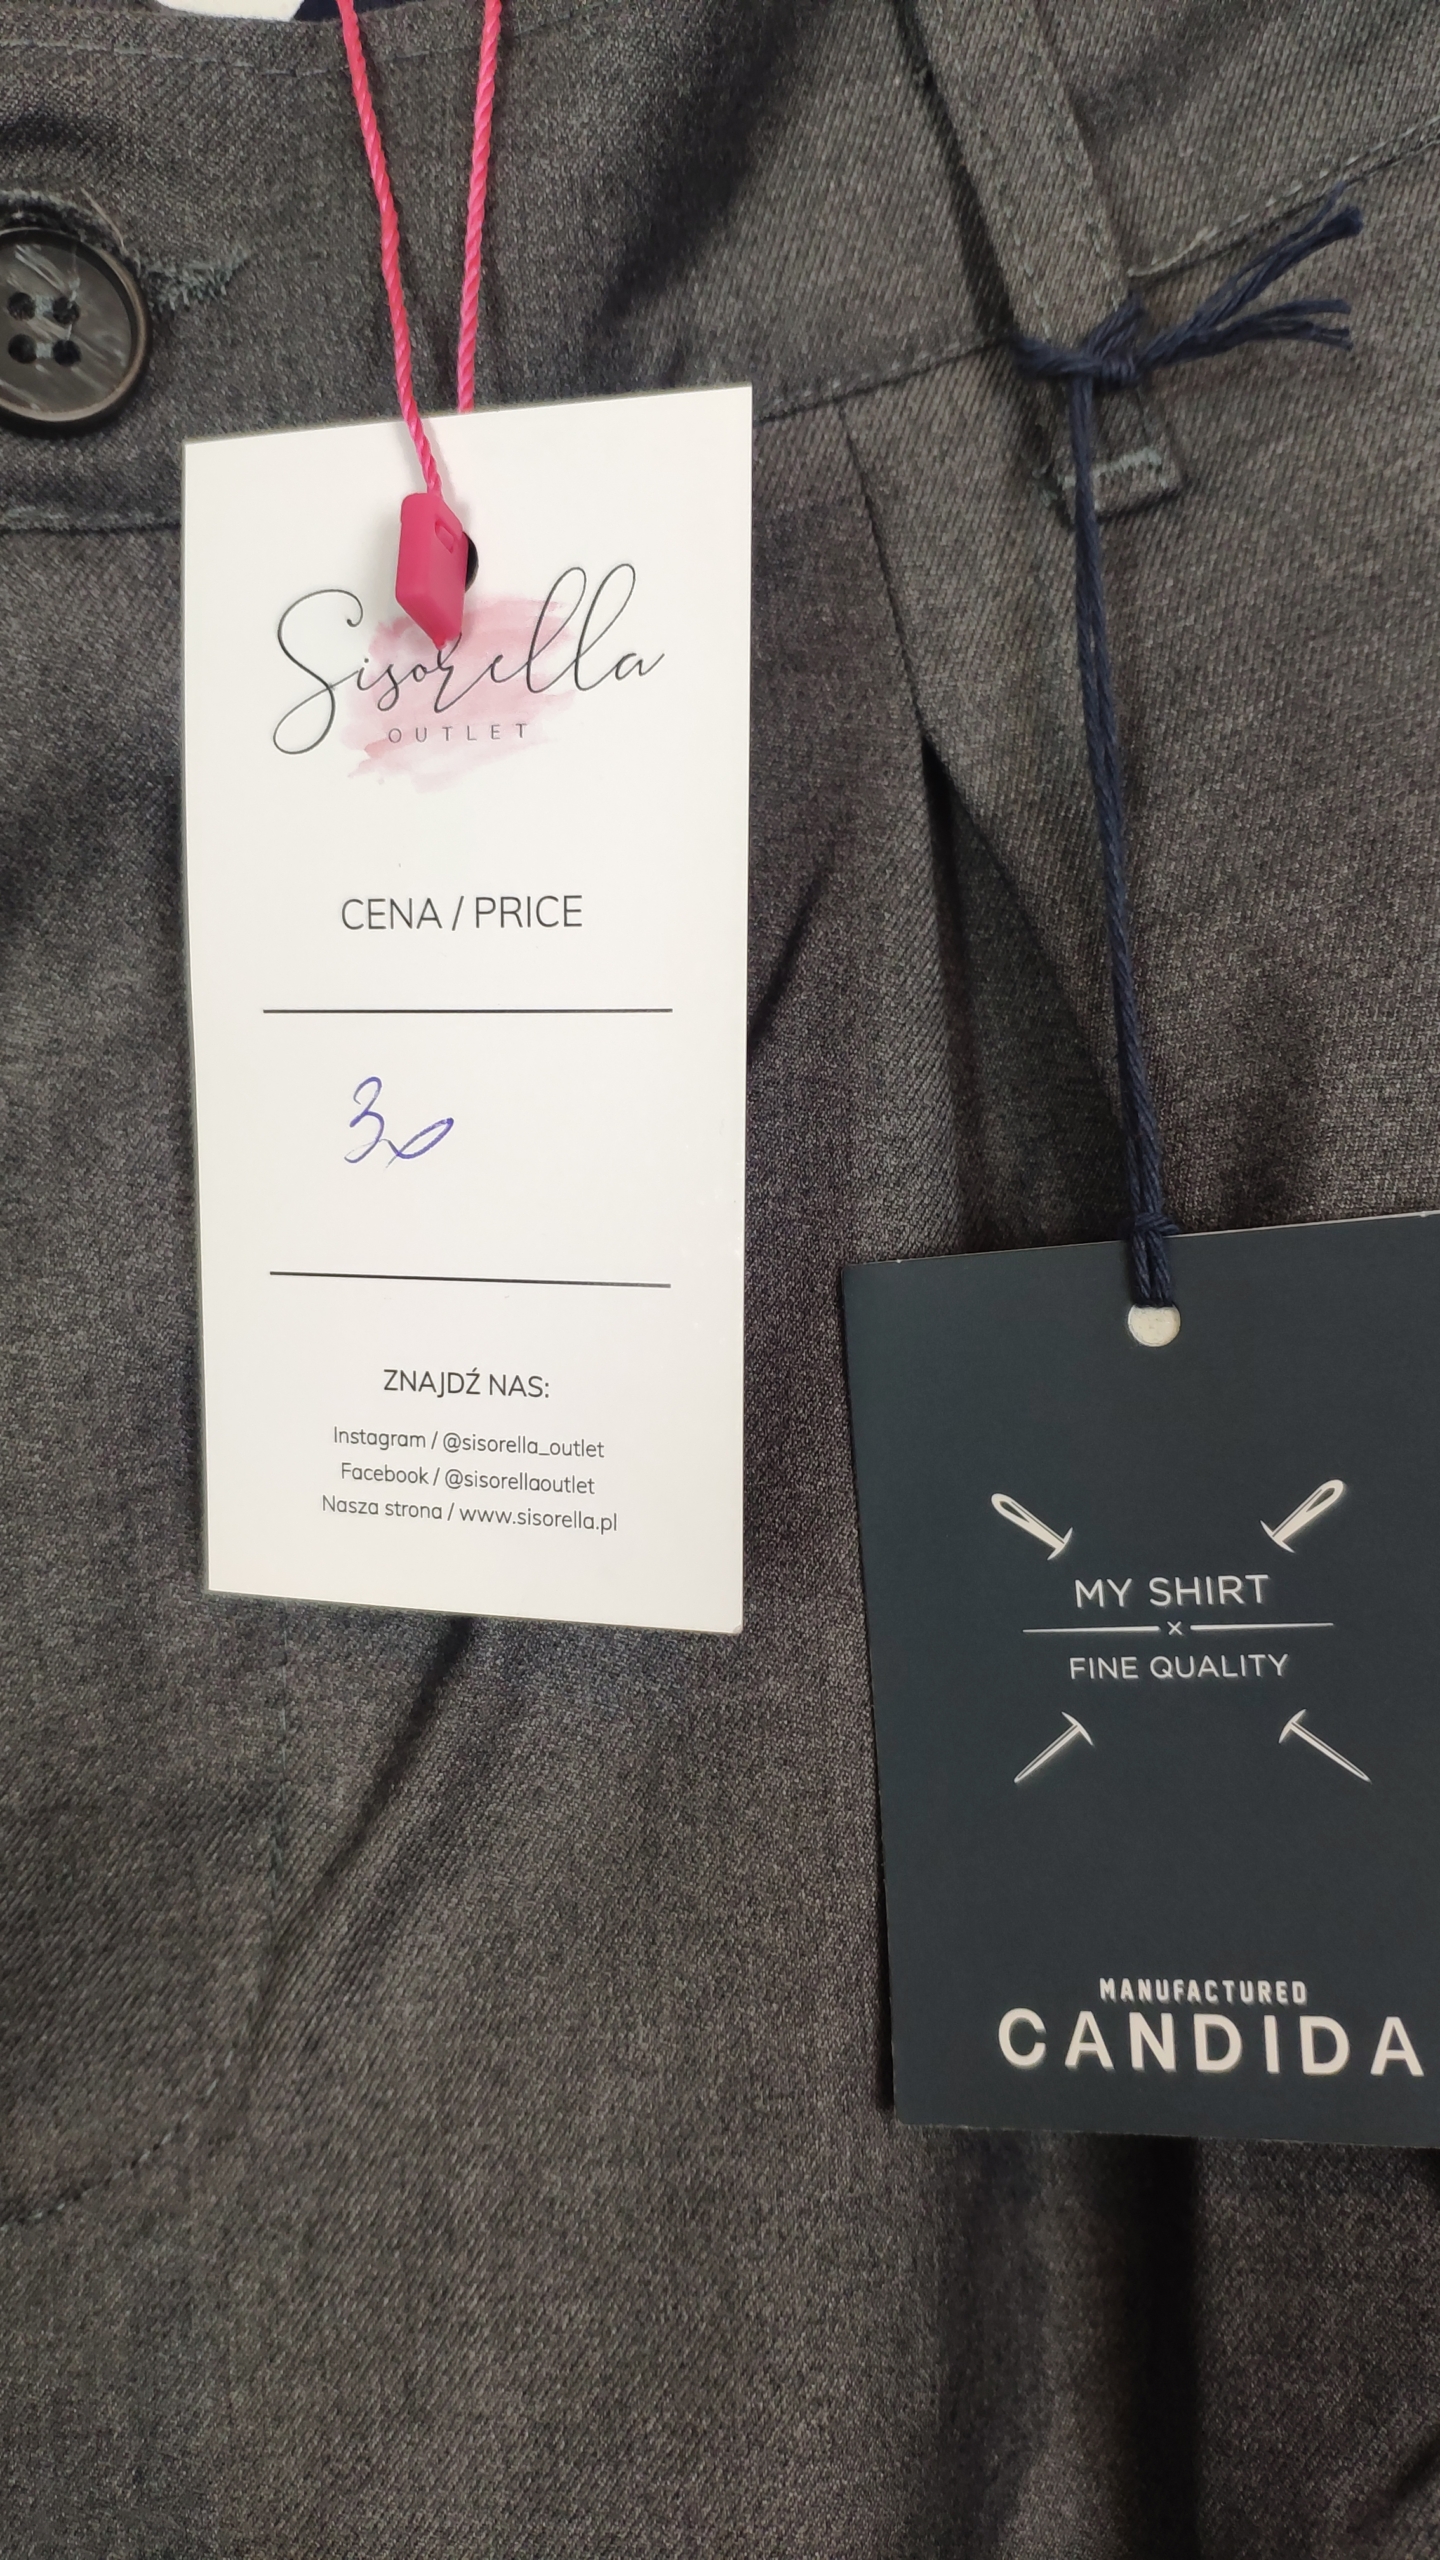 Sisorella
OUTLET
CENA / PRICE
30
ZNAJDŹ NAS:
Instagram / @sisorella_outlet
Facebook / @sisorellaoutlet
Nasza strona / www.sisorella.pl
MY SHIRT
x
FINE QUALITY
MANUFACTURED
CANDIDA